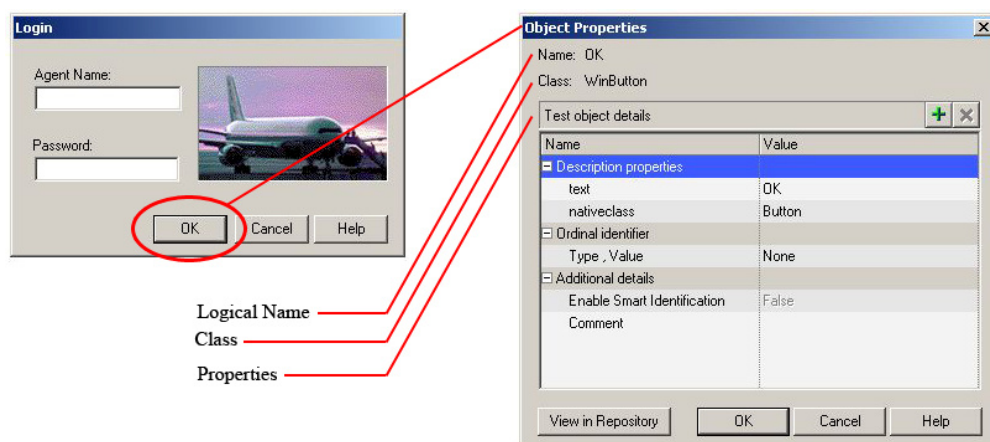 Login
Agent Name:
Password:
OK Cancel Help
Logical Name
Class
Properties
Object Properties
Name: OK
Class: WinButton
Test object details
Name Value
Description properties
text OK
nativeclass Button
Ordinal identifier
Type , Value None
Additional details
Enable Smart Identification False
Comment
View in Repository OK Cancel Help